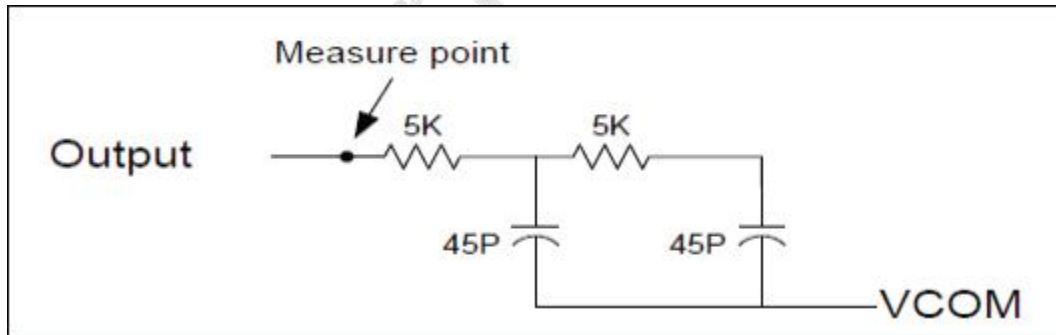 Measure point
5K
5K
Output
45P
45P
VCOM